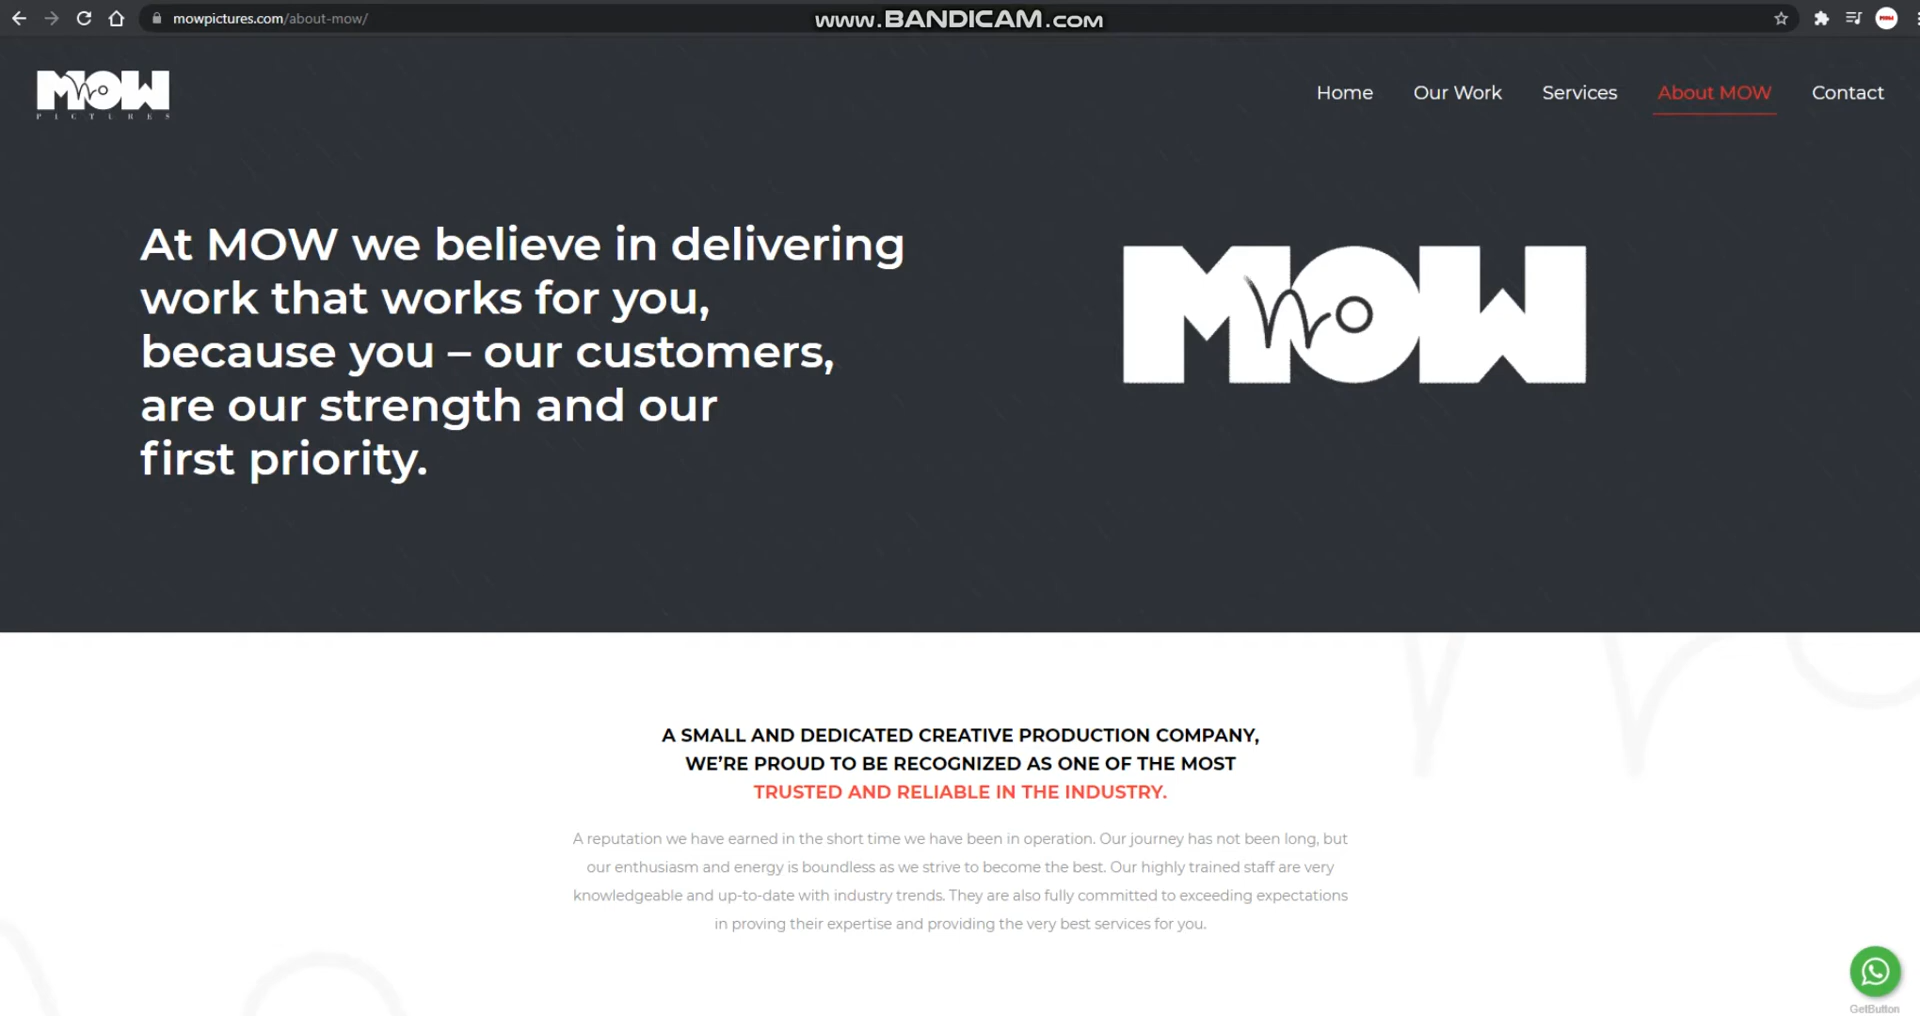 mowpictures.com/about-mow/
www.BANDICAM.com
MOW
PICTURES
Home
Our Work
Services
About MOW
Contact
At MOW we believe in delivering
work that works for you,
because you – our customers,
are our strength and our
first priority.
MOW
A SMALL AND DEDICATED CREATIVE PRODUCTION COMPANY,
WE’RE PROUD TO BE RECOGNIZED AS ONE OF THE MOST
TRUSTED AND RELIABLE IN THE INDUSTRY.
A reputation we have earned in the short time we have been in operation. Our journey has not been long, but
our enthusiasm and energy is boundless as we strive to become the best. Our highly trained staff are very
knowledgeable and up-to-date with industry trends. They are also fully committed to exceeding expectations
in proving their expertise and providing the very best services for you.
GetButton